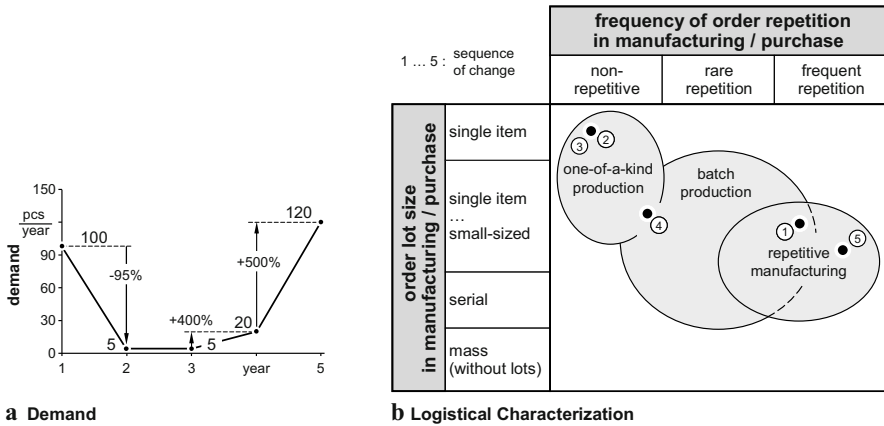 150
pcs
year
90
60
30
0
demand
100
-95%
5
+400%
5
20
+500%
120
1
2
3
year
5
a Demand
1 … 5 : sequence
of change
frequency of order repetition
in manufacturing / purchase
non-
repetitive
rare
repetition
frequent
repetition
order lot size
in manufacturing / purchase
single item
single item
…
small-sized
serial
mass
(without lots)
3
2
one-of-a-kind
production
batch
production
4
1
5
repetitive
manufacturing
b Logistical Characterization